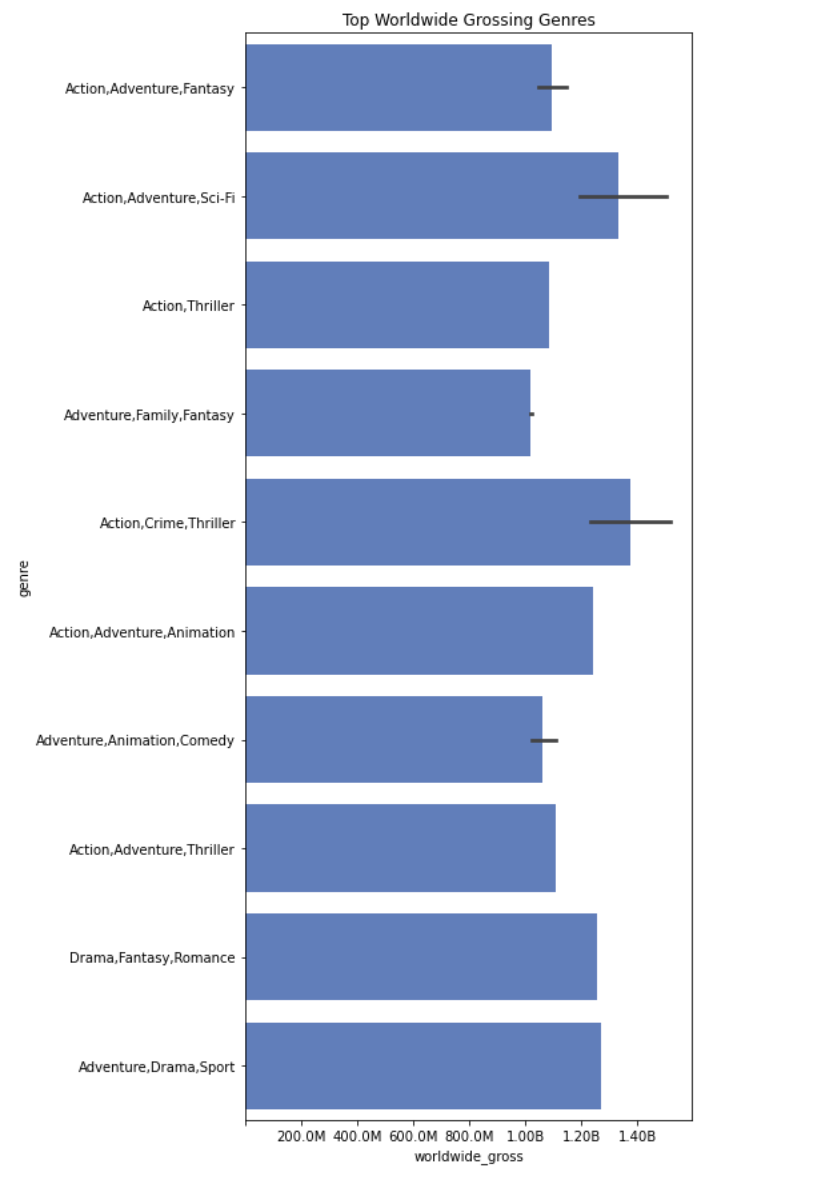 Top Worldwide Grossing Genres
Action,Adventure,Fantasy
Action,Adventure,Sci-Fi
Action,Thriller
Adventure,Family,Fantasy
Action,Crime,Thriller
genre
Action,Adventure,Animation
Adventure,Animation,Comedy
Action,Adventure,Thriller
Drama,Fantasy,Romance
Adventure,Drama,Sport
200.0M 400.0M 600.0M 800.0M 1.00B 1.20B 1.40B
worldwide_gross